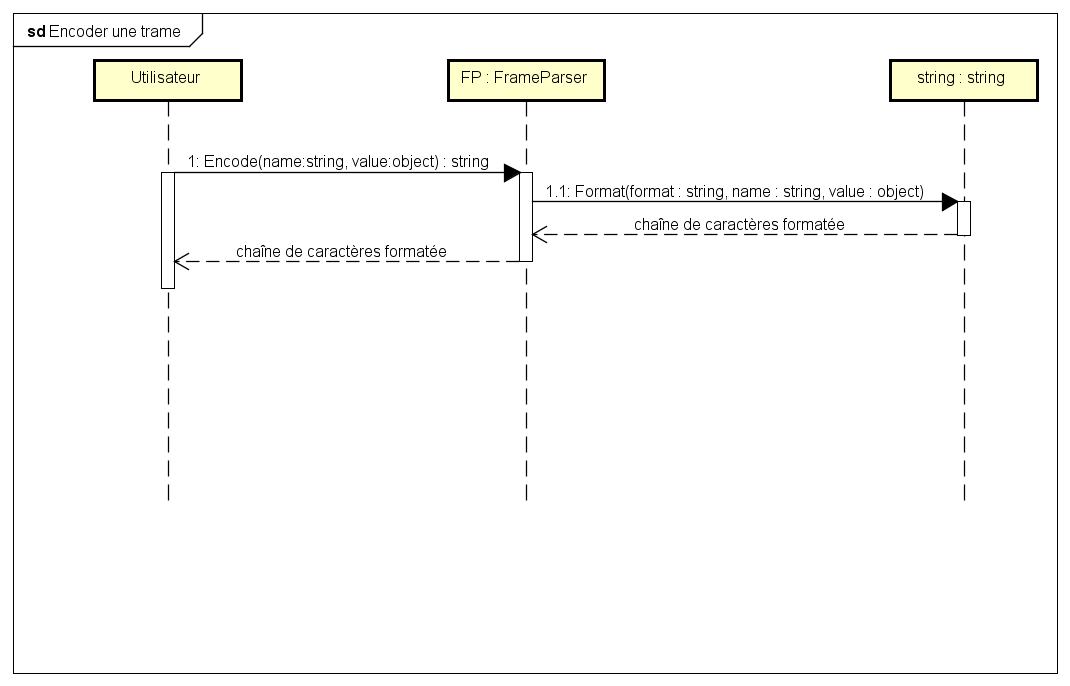 sd Encoder une trame
Utilisateur
FP : FrameParser
string : string
1: Encode(name:string, value:object) : string
1.1: Format(format : string, name : string, value : object)
chaîne de caractères formatée
chaîne de caractères formatée